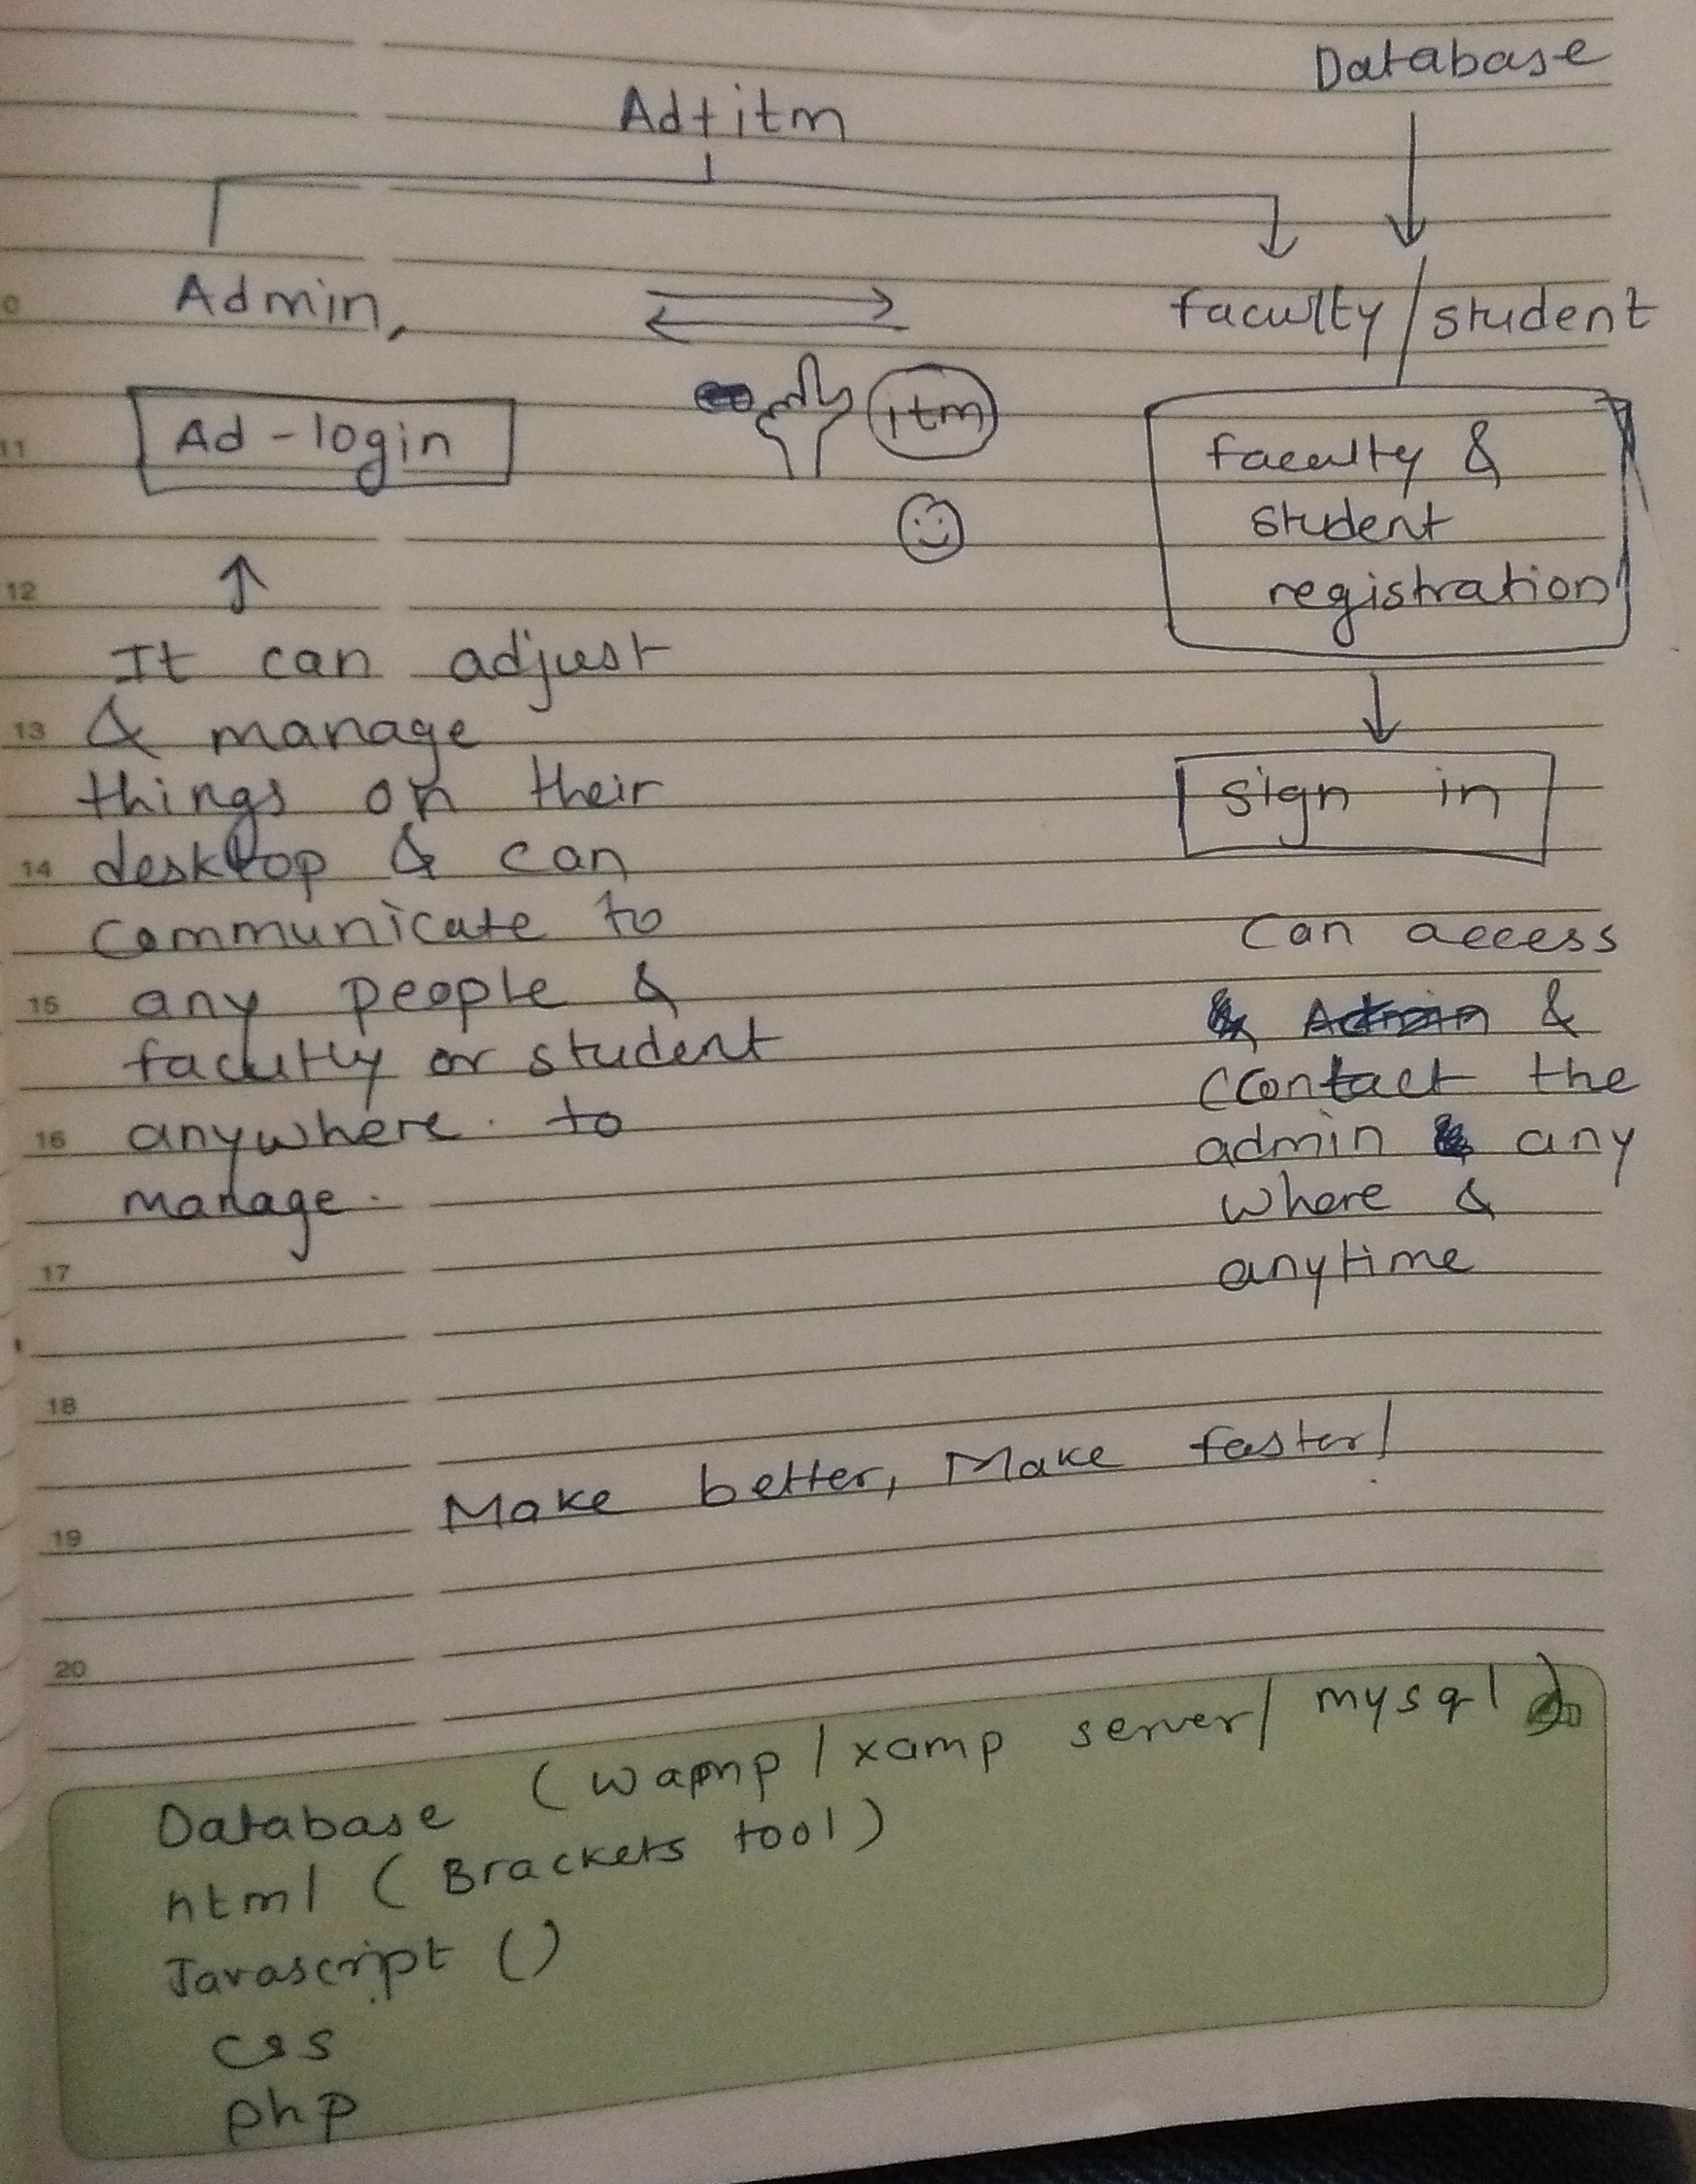 Database
Ad+itm
Admin,
faculty/student
Ad-login
itm
faculty &
student
registration
It can adjust
& manage
things on their
desktop & can
communicate to
any people &
facutly or student
anywhere. to
manage.
sign in
Can access
Admin &
Contact the
admin any
where &
anytime
Make better, Make faster!
Database (wamp/xamp server/mysql)
html (Brackets tool)
Javascript ()
css
php
0
11
12
13
14
15
16
17
18
19
20